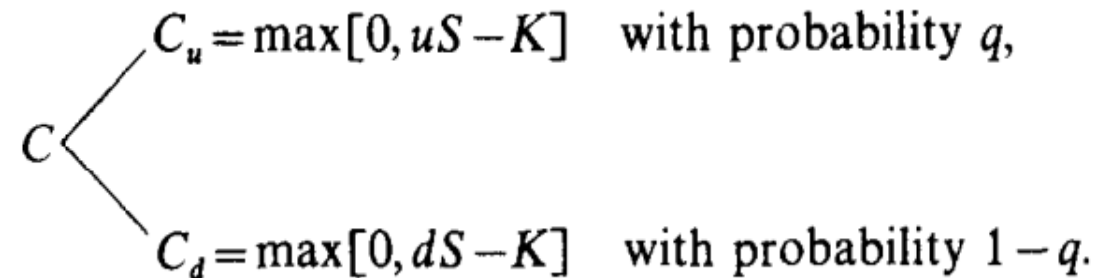 C_u = max[0, uS − K] with probability q,
C
C_d = max[0, dS − K] with probability 1 − q.